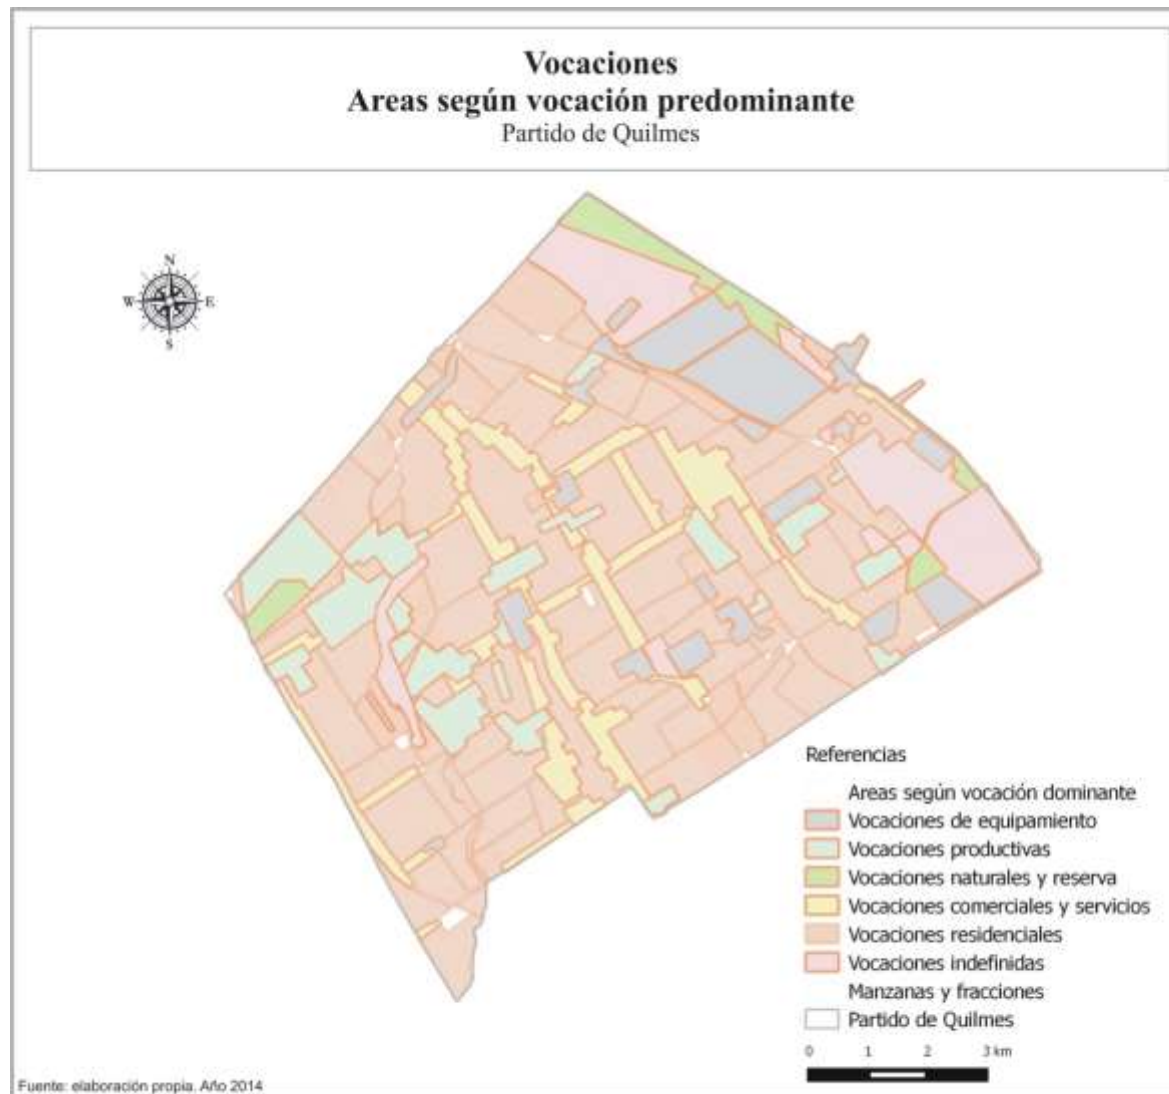 Vocaciones
Areas según vocación predominante
Partido de Quilmes
N
W E
S
Referencias
Areas según vocación dominante
Vocaciones de equipamiento
Vocaciones productivas
Vocaciones naturales y reserva
Vocaciones comerciales y servicios
Vocaciones residenciales
Vocaciones indefinidas
Manzanas y fracciones
Partido de Quilmes
0 1 2 3 km
Fuente: elaboración propia. Año 2014